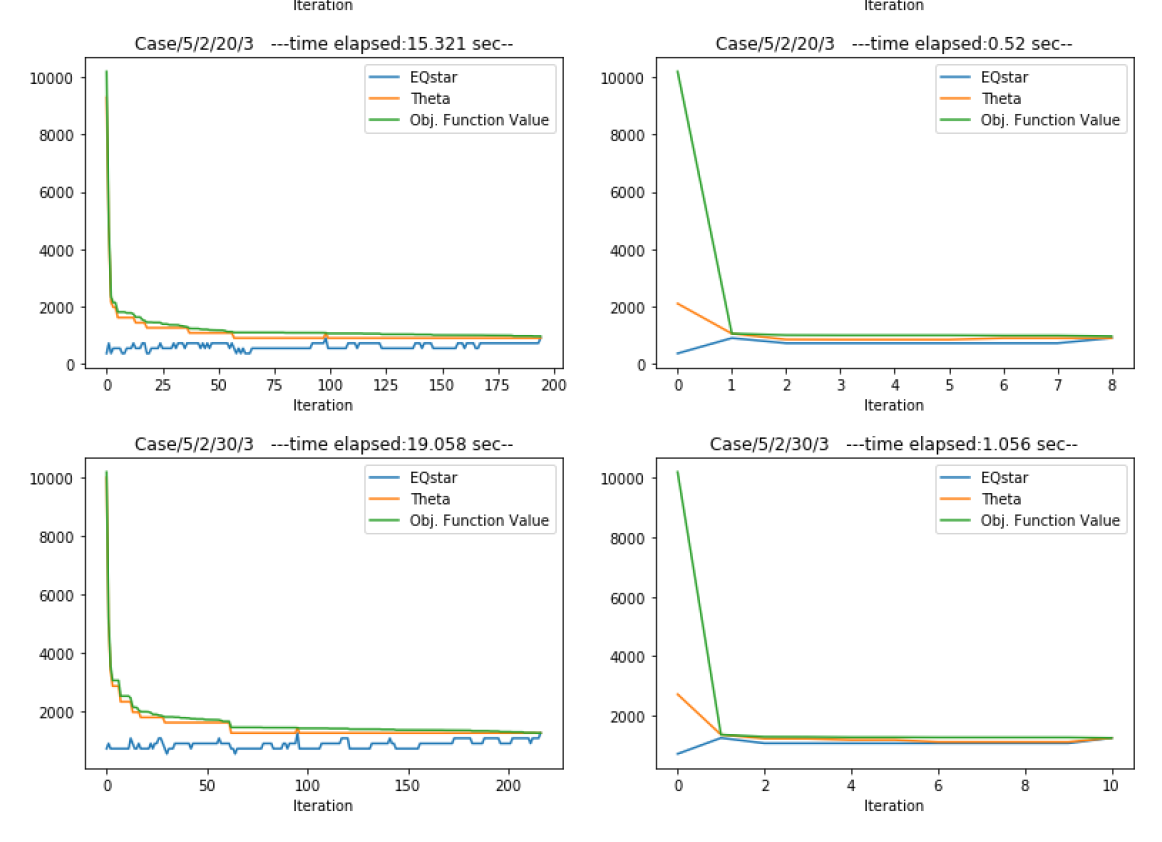 Iteration
Iteration
Case/5/2/20/3 ---time elapsed:15.321 sec--
10000
8000
6000
4000
2000
0
EQstar
Theta
Obj. Function Value
0 25 50 75 100 125 150 175 200
Iteration
Case/5/2/20/3 ---time elapsed:0.52 sec--
10000
8000
6000
4000
2000
0
EQstar
Theta
Obj. Function Value
0 1 2 3 4 5 6 7 8
Iteration
Case/5/2/30/3 ---time elapsed:19.058 sec--
10000
8000
6000
4000
2000
EQstar
Theta
Obj. Function Value
0 50 100 150 200
Iteration
Case/5/2/30/3 ---time elapsed:1.056 sec--
10000
8000
6000
4000
2000
EQstar
Theta
Obj. Function Value
0 2 4 6 8 10
Iteration